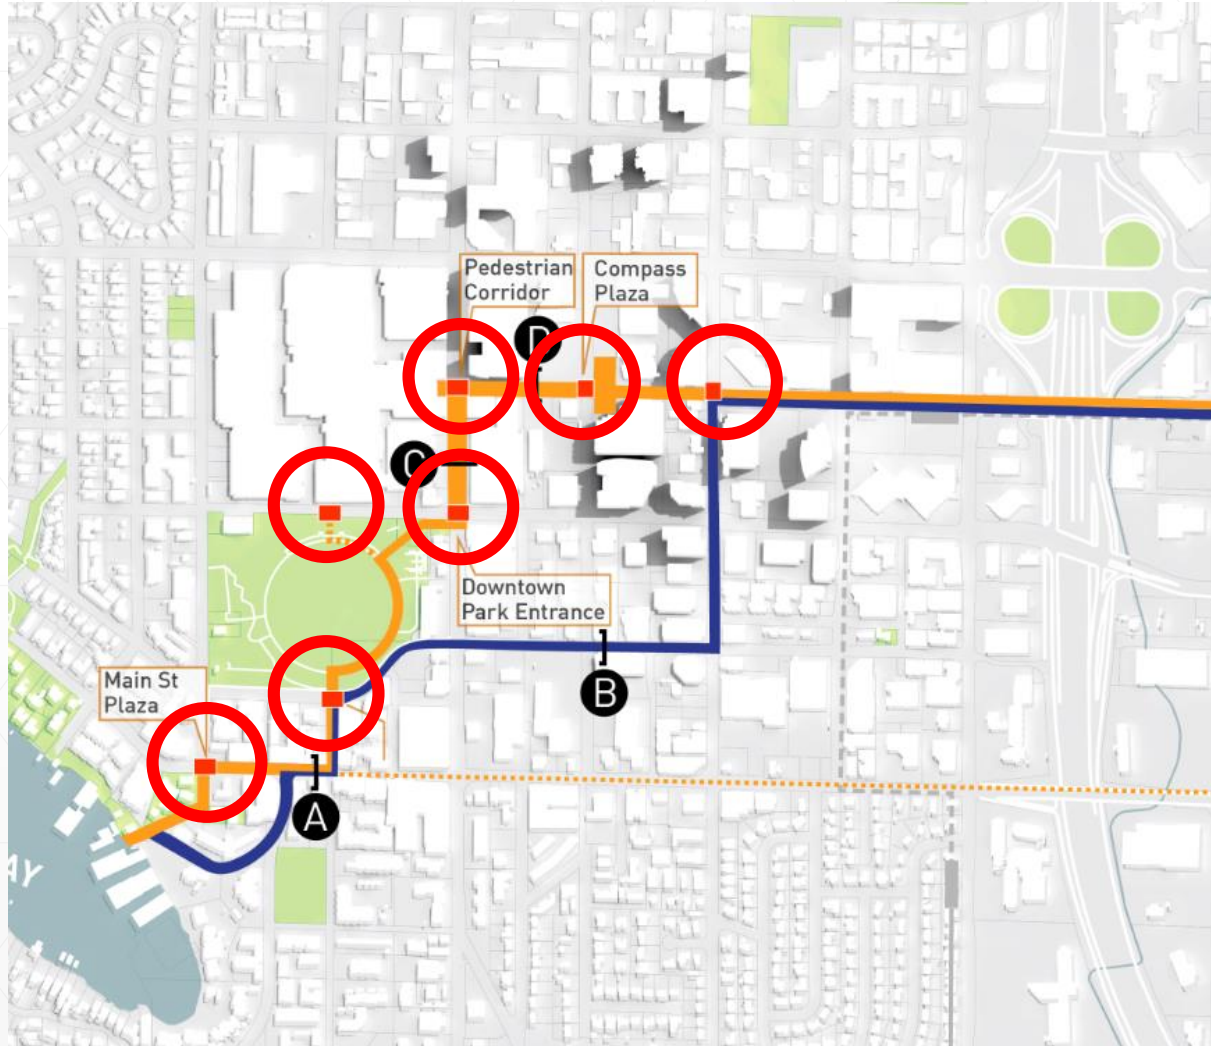 Pedestrian
Corridor
Compass
Plaza
D
C
Downtown
Park Entrance
Main St
Plaza
B
A
AY